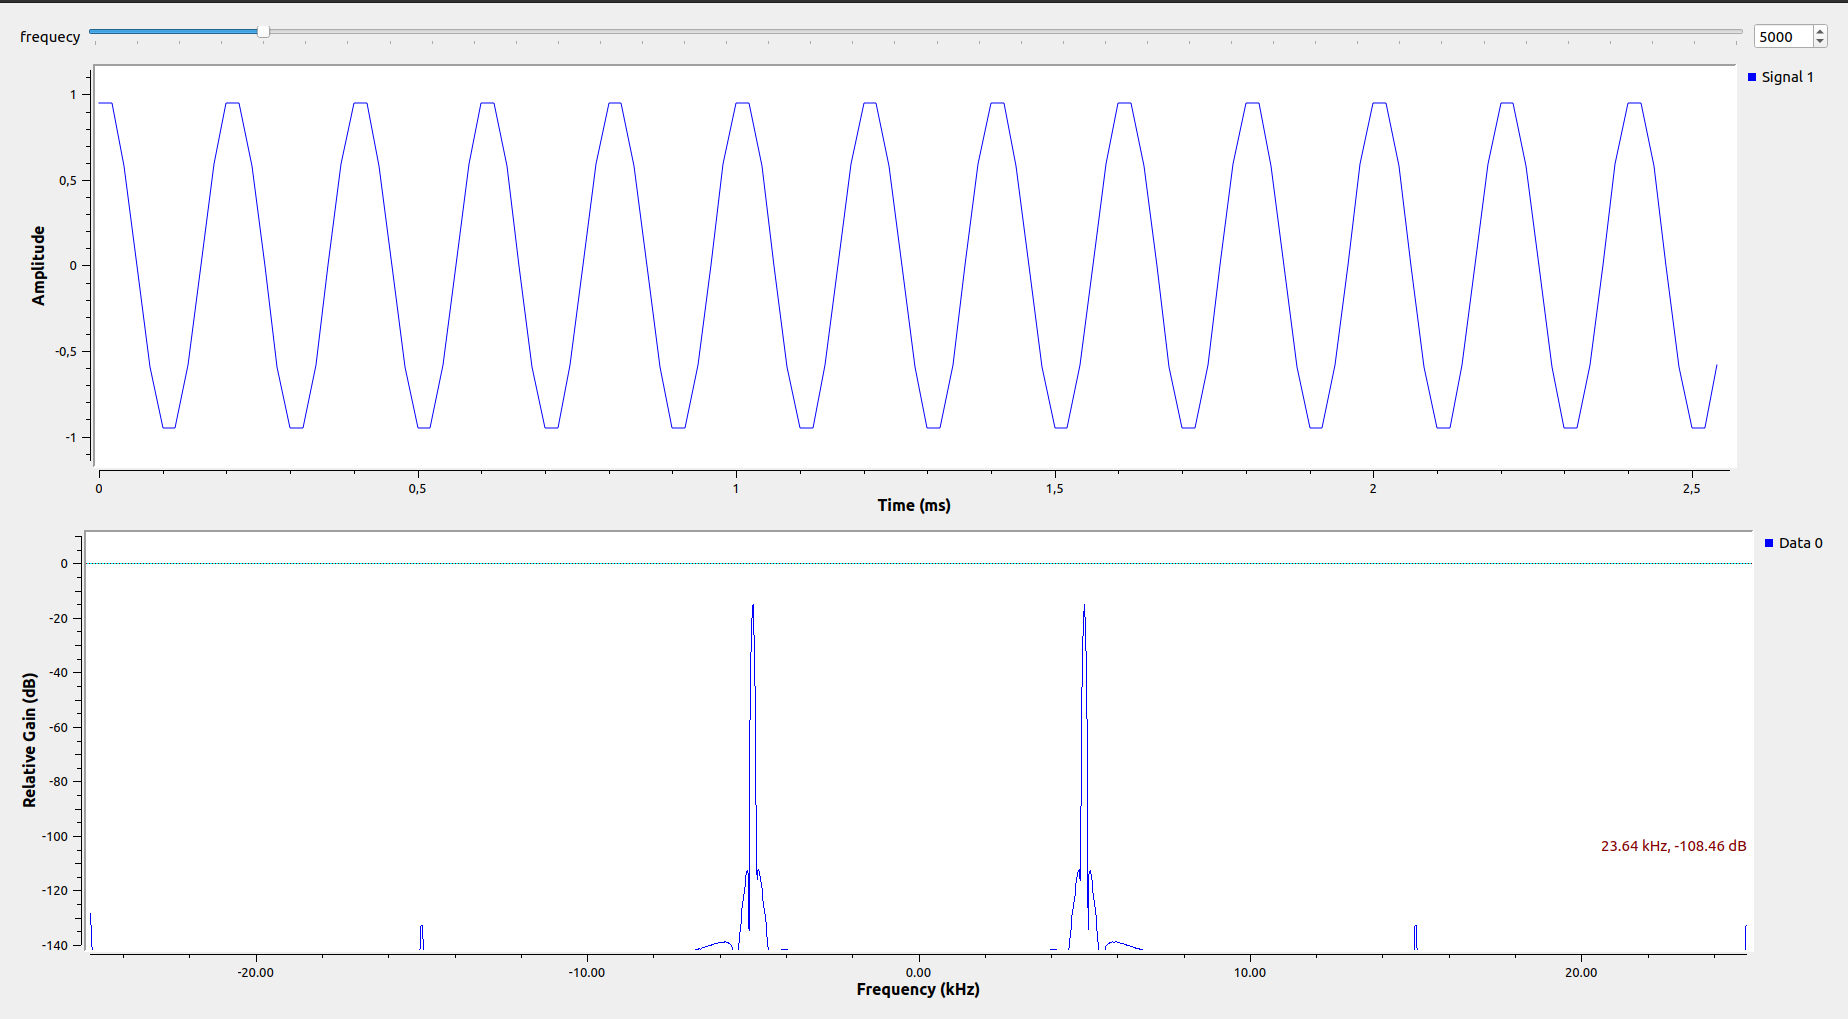 frequecy
5000
Signal 1
Amplitude
1
0,5
0
-0,5
-1
0 0,5 1 1,5 2 2,5
Time (ms)
Data 0
Relative Gain (dB)
0
-20
-40
-60
-80
-100
-120
-140
23.64 kHz, -108.46 dB
-20.00 -10.00 0.00 10.00 20.00
Frequency (kHz)